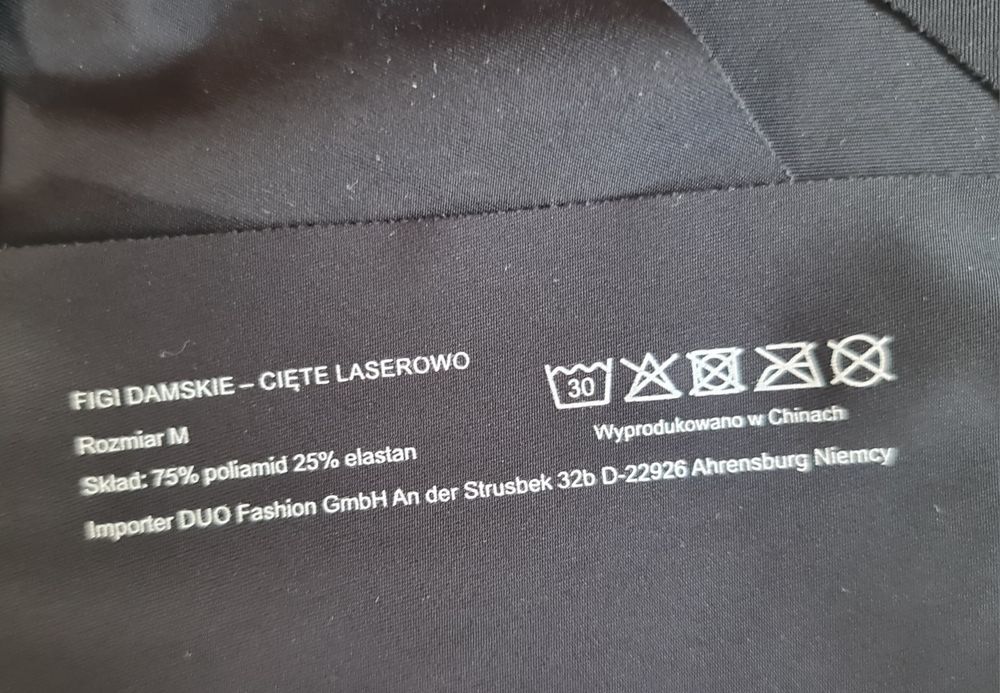 FIGI DAMSKIE – CIĘTE LASEROWO
Rozmiar M
Skład: 75% poliamid 25% elastan
Importer DUO Fashion GmbH An der Strusbek 32b D-22926 Ahrensburg Niemcy
30
Wyprodukowano w Chinach